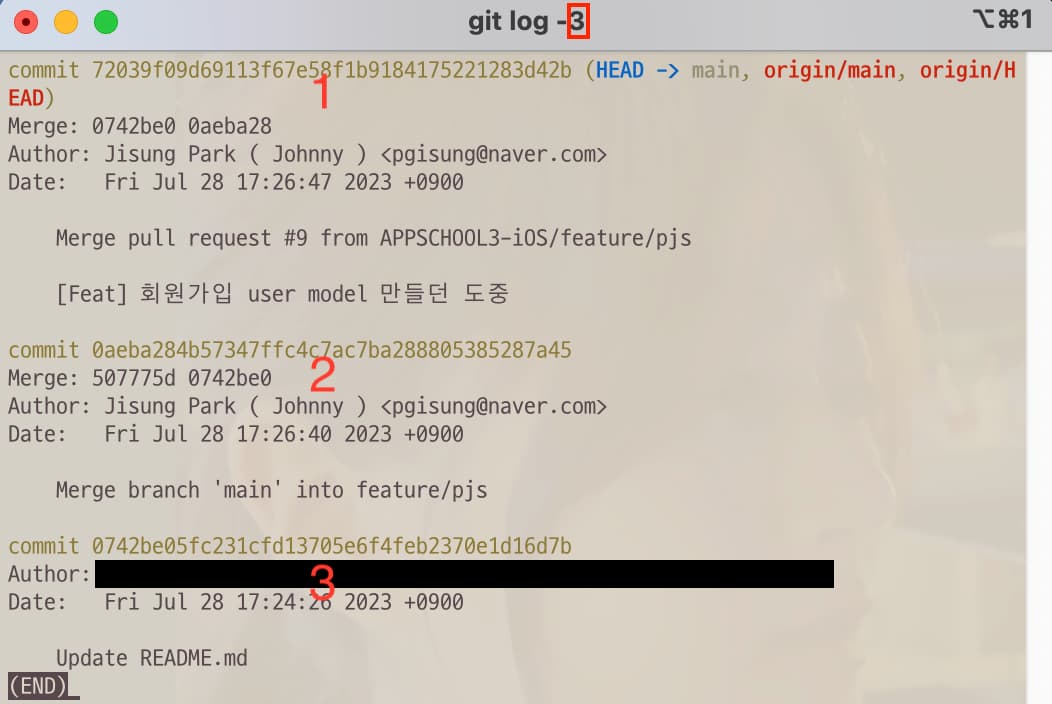 git log -3
⌥⌘1
commit 72039f09d69113f67e58f1b9184175221283d42b (HEAD -> main, origin/main, origin/H
EAD)
1
Merge: 0742be0 0aeba28
Author: Jisung Park ( Johnny ) <pgisung@naver.com>
Date:   Fri Jul 28 17:26:47 2023 +0900
Merge pull request #9 from APPSCHOOL3-iOS/feature/pjs
[Feat] 회원가입 user model 만들던 도중
commit 0aeba284b57347ffc4c7ac7ba288805385287a45
Merge: 507775d 0742be0
2
Author: Jisung Park ( Johnny ) <pgisung@naver.com>
Date:   Fri Jul 28 17:26:40 2023 +0900
Merge branch 'main' into feature/pjs
commit 0742be05fc231cfd13705e6f4feb2370e1d16d7b
Author:
3
Date:   Fri Jul 28 17:24:26 2023 +0900
Update README.md
(END)